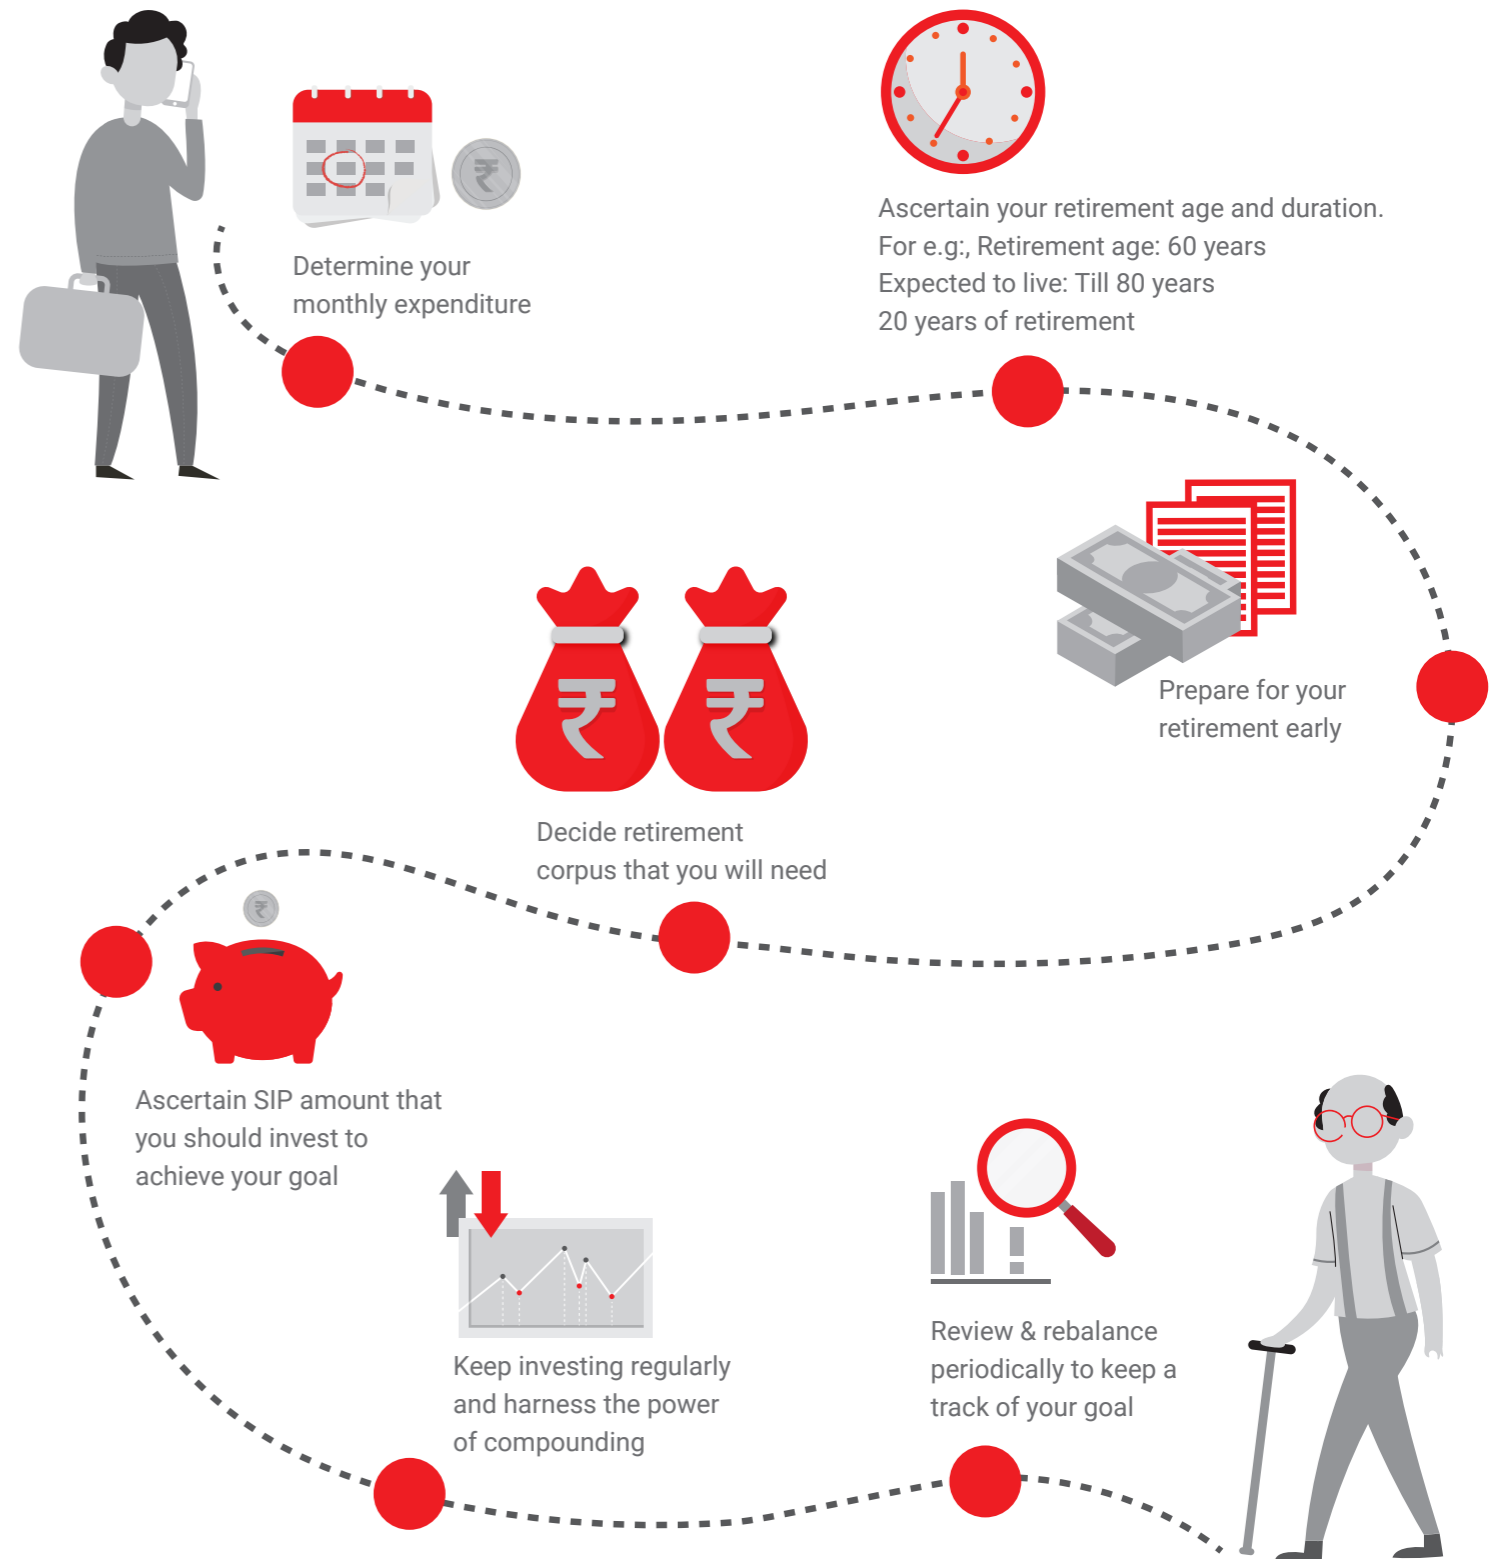 Determine your
monthly expenditure
₹
Ascertain your retirement age and duration.
For e.g:, Retirement age: 60 years
Expected to live: Till 80 years
20 years of retirement
Prepare for your
retirement early
₹
₹
Decide retirement
corpus that you will need
₹
Ascertain SIP amount that
you should invest to
achieve your goal
Keep investing regularly
and harness the power
of compounding
Review & rebalance
periodically to keep a
track of your goal